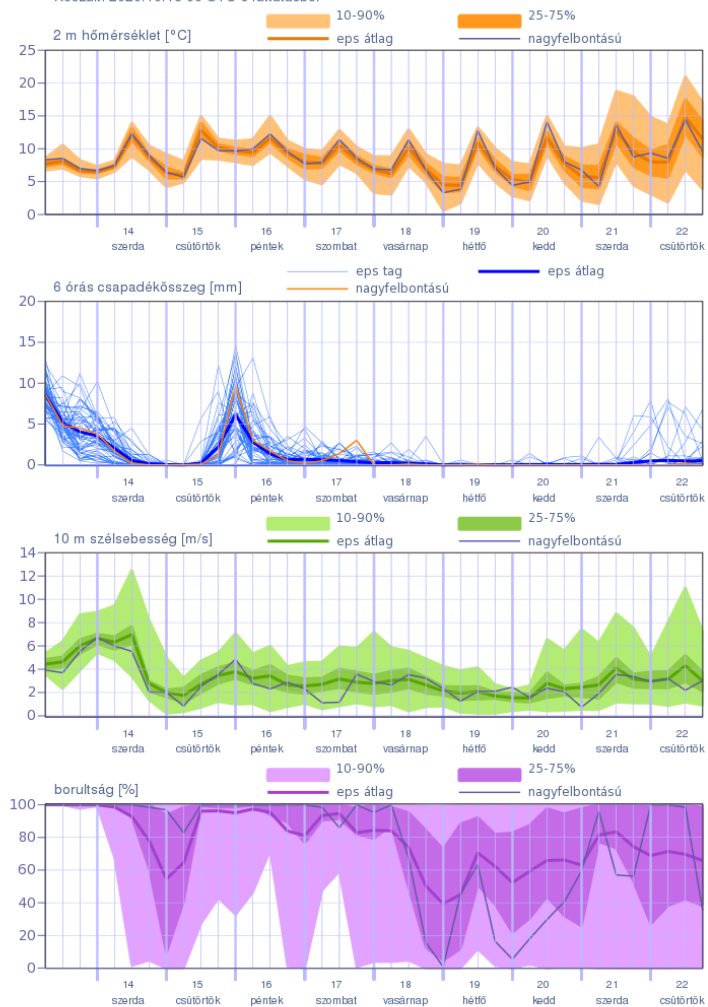 10-90%
25-75%
2 m hőmérséklet [°C]
eps átlag
nagyfelbontású
25
20
15
10
5
0
14 15 16 17 18 19 20 21 22
szerda csütörtök péntek szombat vasárnap hétfő kedd szerda csütörtök
eps tag
eps átlag
6 órás csapadékösszeg [mm]
nagyfelbontású
20
15
10
5
0
14 15 16 17 18 19 20 21 22
szerda csütörtök péntek szombat vasárnap hétfő kedd szerda csütörtök
10-90%
25-75%
10 m szélsebesség [m/s]
eps átlag
nagyfelbontású
14
12
10
8
6
4
2
0
14 15 16 17 18 19 20 21 22
szerda csütörtök péntek szombat vasárnap hétfő kedd szerda csütörtök
10-90%
25-75%
borultság [%]
eps átlag
nagyfelbontású
100
80
60
40
20
0
14 15 16 17 18 19 20 21 22
szerda csütörtök péntek szombat vasárnap hétfő kedd szerda csütörtök